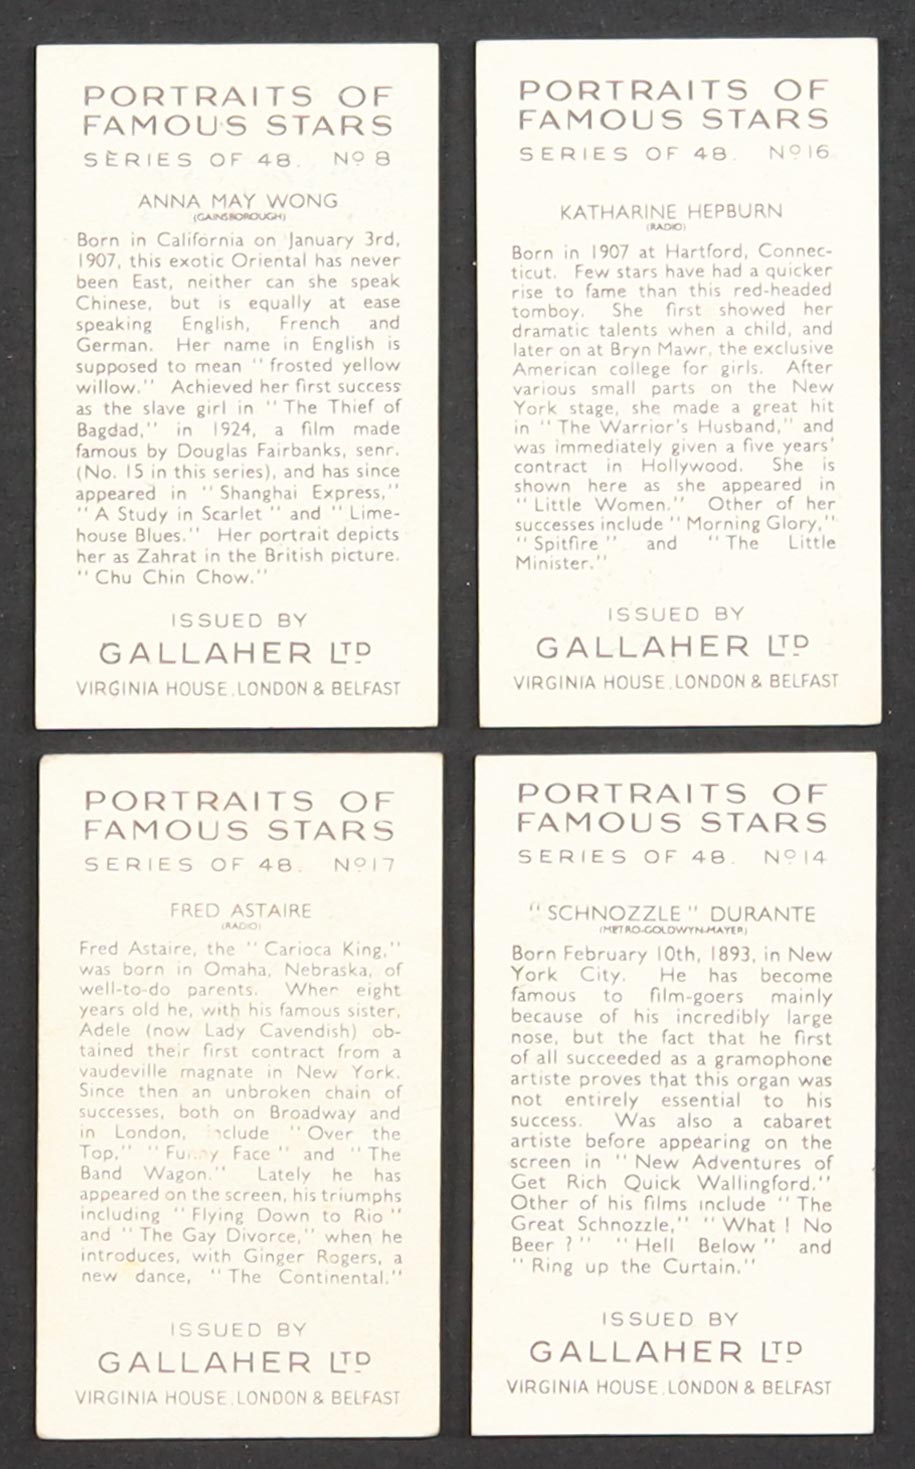 PORTRAITS OF
FAMOUS STARS
SERIES OF 48. Nº 8
ANNA MAY WONG
(GAINSBOROUGH)
Born in California on January 3rd,
1907, this exotic Oriental has never
been East, neither can she speak
Chinese, but is equally at ease
speaking English, French and
German. Her name in English is
supposed to mean "frosted yellow
willow." Achieved her first success
as the slave girl in "The Thief of
Bagdad," in 1924, a film made
famous by Douglas Fairbanks, senr.
(No. 15 in this series), and has since
appeared in "Shanghai Express,"
"A Study in Scarlet" and "Lime-
house Blues." Her portrait depicts
her as Zahrat in the British picture.
"Chu Chin Chow."
ISSUED BY
GALLAHER LTD
VIRGINIA HOUSE, LONDON & BELFAST
PORTRAITS OF
FAMOUS STARS
SERIES OF 48. Nº 16
KATHARINE HEPBURN
(RADIO)
Born in 1907 at Hartford, Connec-
ticut. Few stars have had a quicker
rise to fame than this red-headed
tomboy. She first showed her
dramatic talents when a child, and
later on at Bryn Mawr, the exclusive
American college for girls. After
various small parts on the New
York stage, she made a great hit
in "The Warrior's Husband," and
was immediately given a five years'
contract in Hollywood. She is
shown here as she appeared in
"Little Women." Other of her
successes include "Morning Glory,"
"Spitfire" and "The Little
Minister."
ISSUED BY
GALLAHER LTD
VIRGINIA HOUSE, LONDON & BELFAST
PORTRAITS OF
FAMOUS STARS
SERIES OF 48. Nº 17
FRED ASTAIRE
(RADIO)
Fred Astaire, the "Carioca King,"
was born in Omaha, Nebraska, of
well-to-do parents. When eight
years old he, with his famous sister,
Adele (now Lady Cavendish) ob-
tained their first contract from a
vaudeville magnate in New York.
Since then an unbroken chain of
successes, both on Broadway and
in London, include "Over the
Top," "Funny Face" and "The
Band Wagon." Lately he has
appeared on the screen, his triumphs
including "Flying Down to Rio"
and "The Gay Divorce," when he
introduces, with Ginger Rogers, a
new dance, "The Continental."
ISSUED BY
GALLAHER LTD
VIRGINIA HOUSE, LONDON & BELFAST
PORTRAITS OF
FAMOUS STARS
SERIES OF 48. Nº 14
"SCHNOZZLE" DURANTE
(METRO-GOLDWYN-MAYER)
Born February 10th, 1893, in New
York City. He has become
famous to film-goers mainly
because of his incredibly large
nose, but the fact that he first
of all succeeded as a gramophone
artiste proves that this organ was
not entirely essential to his
success. Was also a cabaret
artiste before appearing on the
screen in "New Adventures of
Get Rich Quick Wallingford."
Other of his films include "The
Great Schnozzle," "What! No
Beer?" "Hell Below" and
"Ring up the Curtain."
ISSUED BY
GALLAHER LTD
VIRGINIA HOUSE, LONDON & BELFAST